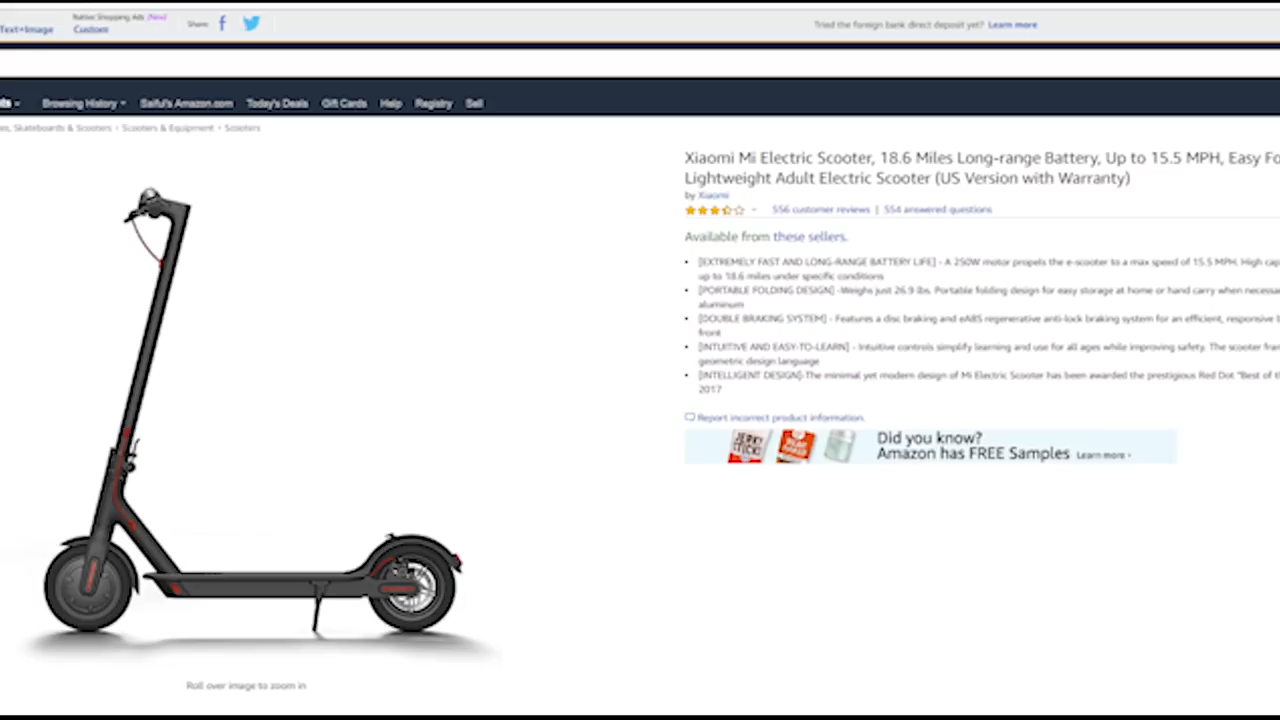 Native Shopping Ads (New)
Text+Image
Custom
Share:
Tried the foreign bank direct deposit yet? Learn more
Browsing History
Saiful's Amazon.com
Today's Deals
Gift Cards
Help
Registry
Sell
Skateboards & Scooters › Scooters & Equipment › Scooters
Xiaomi Mi Electric Scooter, 18.6 Miles Long-range Battery, Up to 15.5 MPH, Easy Fo
Lightweight Adult Electric Scooter (US Version with Warranty)
by Xiaomi
556 customer reviews | 554 answered questions
Available from these sellers.
[EXTREMELY FAST AND LONG-RANGE BATTERY LIFE] - A 250W motor propels the e-scooter to a max speed of 15.5 MPH. High cap
up to 18.6 miles under specific conditions
[PORTABLE FOLDING DESIGN] -Weighs just 26.9 lbs. Portable folding design for easy storage at home or hand carry when necessa
aluminum
[DOUBLE BRAKING SYSTEM] - Features a disc braking and eABS regenerative anti-lock braking system for an efficient, responsive b
front
[INTUITIVE AND EASY-TO-LEARN] - Intuitive controls simplify learning and use for all ages while improving safety. The scooter fra
geometric design language
[INTELLIGENT DESIGN]-The minimal yet modern design of Mi Electric Scooter has been awarded the prestigious Red Dot "Best of t
2017
Report incorrect product information.
Did you know?
Amazon has FREE Samples Learn more ›
Roll over image to zoom in